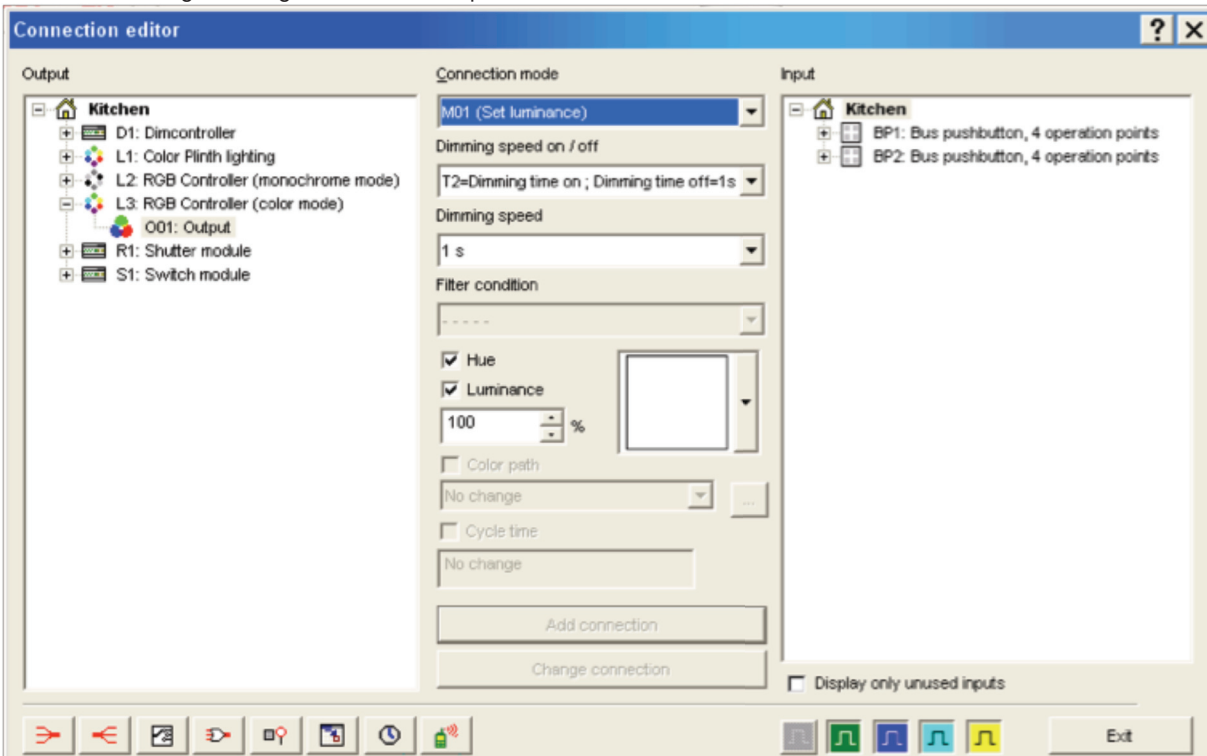 Connection editor
? ×
Output
Kitchen
D1: Dimcontroller
L1: Color Plinth lighting
L2: RGB Controller (monochrome mode)
L3: RGB Controller (color mode)
O01: Output
R1: Shutter module
S1: Switch module
Connection mode
M01 (Set luminance)
Dimming speed on / off
T2=Dimming time on ; Dimming time off=1s
Dimming speed
1 s
Filter condition
- - - - -
Hue
Luminance
100 %
Color path
No change
...
Cycle time
No change
Add connection
Change connection
Input
Kitchen
BP1: Bus pushbutton, 4 operation points
BP2: Bus pushbutton, 4 operation points
Display only unused inputs
Exit